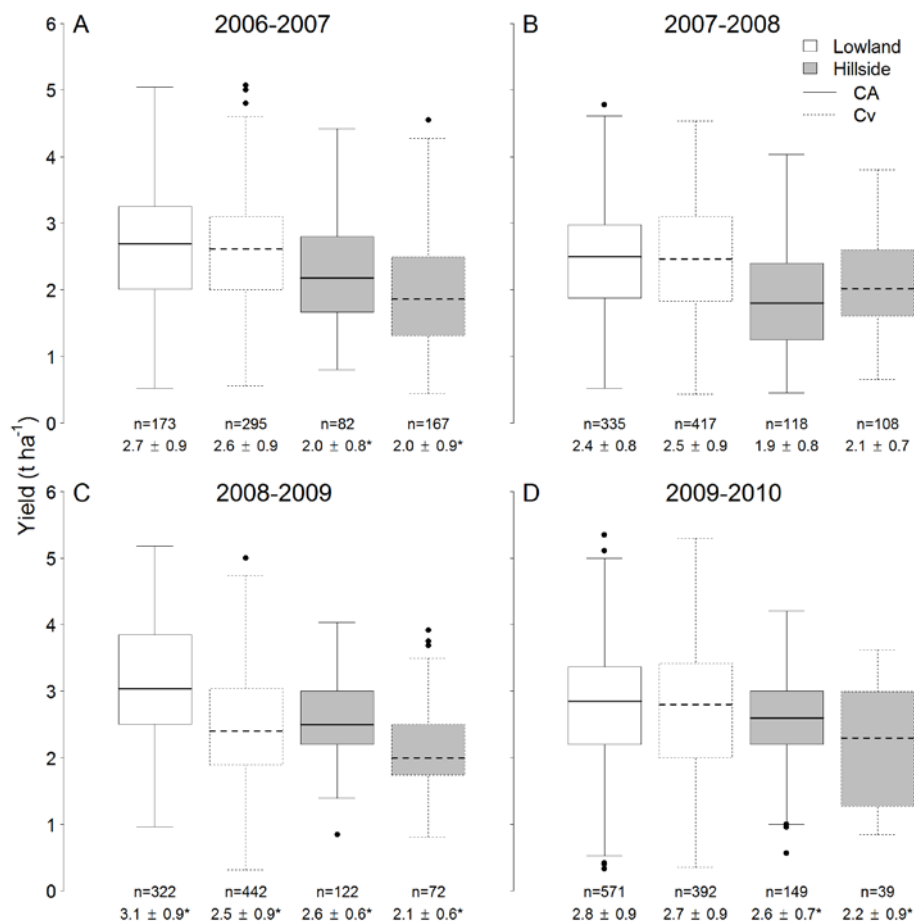 A 2006-2007
B 2007-2008
Lowland
Hillside
CA
Cv
6
5
4
3
2
1
0
n=173 n=295 n=82 n=167
2.7 ± 0.9 2.6 ± 0.9 2.0 ± 0.8* 2.0 ± 0.9*
n=335 n=417 n=118 n=108
2.4 ± 0.8 2.5 ± 0.9 1.9 ± 0.8 2.1 ± 0.7
Yield (t ha⁻¹)
C 2008-2009
D 2009-2010
6
5
4
3
2
1
0
n=322 n=442 n=122 n=72
3.1 ± 0.9* 2.5 ± 0.9* 2.6 ± 0.6* 2.1 ± 0.6*
n=571 n=392 n=149 n=39
2.8 ± 0.9 2.7 ± 0.9 2.6 ± 0.7* 2.2 ± 0.9*